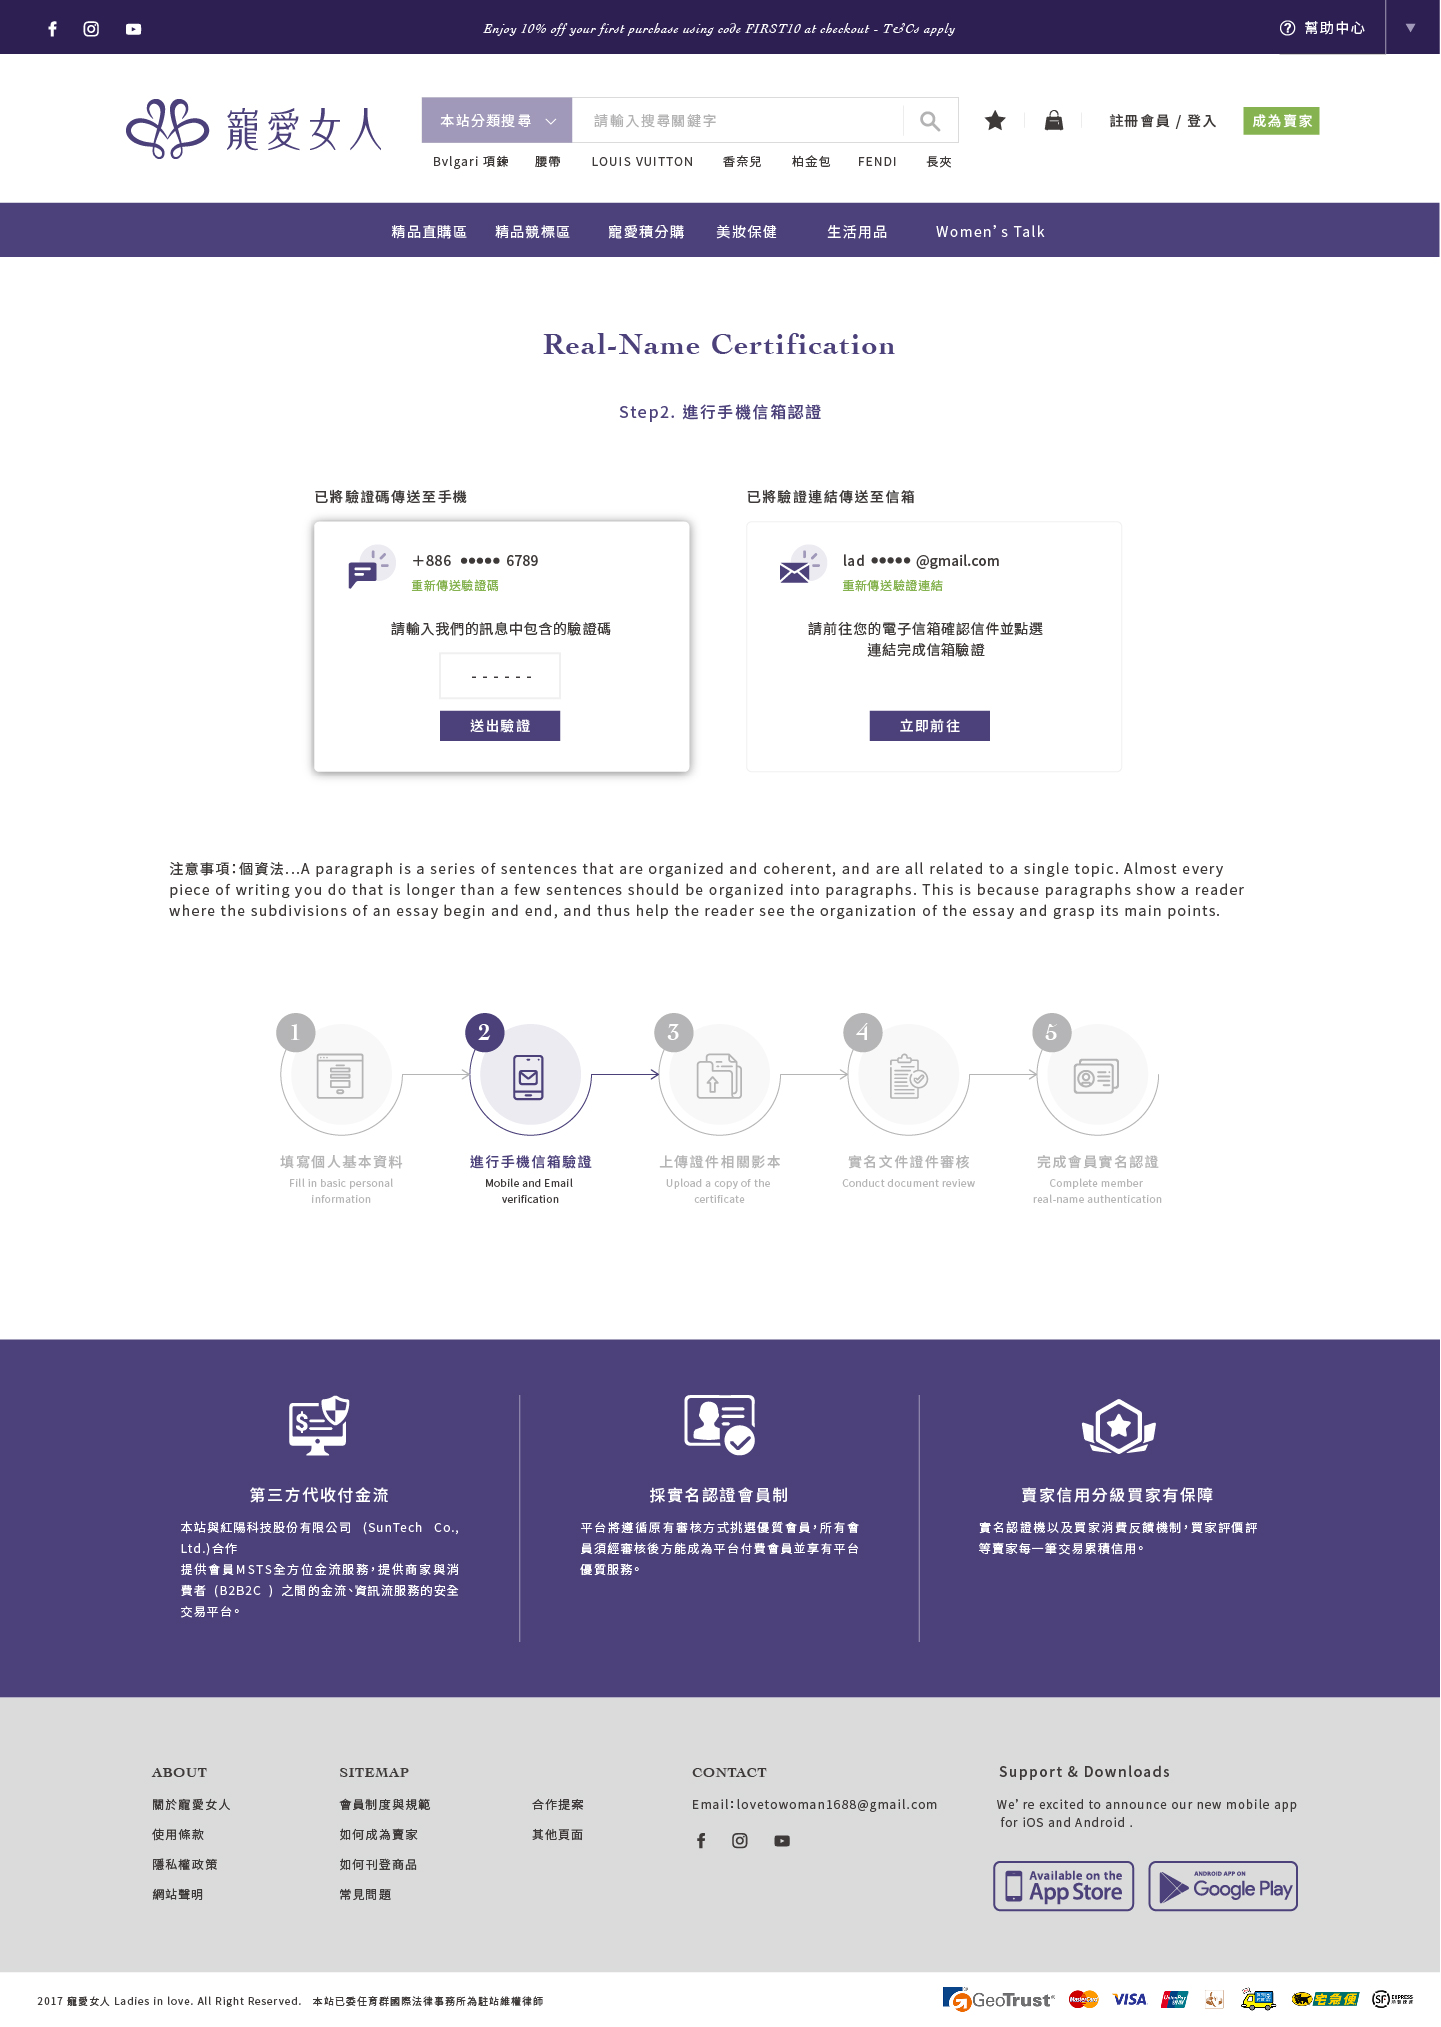 Enjoy 10% off your first purchase using code FIRST10 at checkout - T&Cs apply
幫助中心
寵愛女人
本站分類搜尋
請輸入搜尋關鍵字
註冊會員 / 登入
成為賣家
Bvlgari 項鍊 腰帶 LOUIS VUITTON 香奈兒 柏金包 FENDI 長夾
精品直購區 精品競標區 寵愛積分購 美妝保健 生活用品 Women’s Talk
Real-Name Certification
Step2. 進行手機信箱認證
已將驗證碼傳送至手機
+886 ●●●●● 6789
重新傳送驗證碼
請輸入我們的訊息中包含的驗證碼
- - - - - -
送出驗證
已將驗證連結傳送至信箱
lad ●●●●● @gmail.com
重新傳送驗證連結
請前往您的電子信箱確認信件並點選
連結完成信箱驗證
立即前往
注意事項：個資法...A paragraph is a series of sentences that are organized and coherent, and are all related to a single topic. Almost every
piece of writing you do that is longer than a few sentences should be organized into paragraphs. This is because paragraphs show a reader
where the subdivisions of an essay begin and end, and thus help the reader see the organization of the essay and grasp its main points.
1
填寫個人基本資料
Fill in basic personal
information
2
進行手機信箱驗證
Mobile and Email
verification
3
上傳證件相關影本
Upload a copy of the
certificate
4
實名文件證件審核
Conduct document review
5
完成會員實名認證
Complete member
real-name authentication
第三方代收付金流
本站與紅陽科技股份有限公司 (SunTech Co.,
Ltd.)合作
提供會員MSTS全方位金流服務，提供商家與消
費者 (B2B2C ) 之間的金流、資訊流服務的安全
交易平台。
採實名認證會員制
平台將遵循原有審核方式挑選優質會員，所有會
員須經審核後方能成為平台付費會員並享有平台
優質服務。
賣家信用分級買家有保障
實名認證機以及買家消費反饋機制，買家評價評
等賣家每一筆交易累積信用。
ABOUT
關於寵愛女人
使用條款
隱私權政策
網站聲明
SITEMAP
會員制度與規範
如何成為賣家
如何刊登商品
常見問題
合作提案
其他頁面
CONTACT
Email：lovetowoman1688@gmail.com
Support & Downloads
We’re excited to announce our new mobile app
for iOS and Android .
Available on the
App Store
ANDROID APP ON
Google Play
2017 寵愛女人 Ladies in love. All Right Reserved. 本站已委任育群國際法律事務所為駐站維權律師
GeoTrust
MasterCard
VISA
UnionPay
宅急便
SF EXPRESS